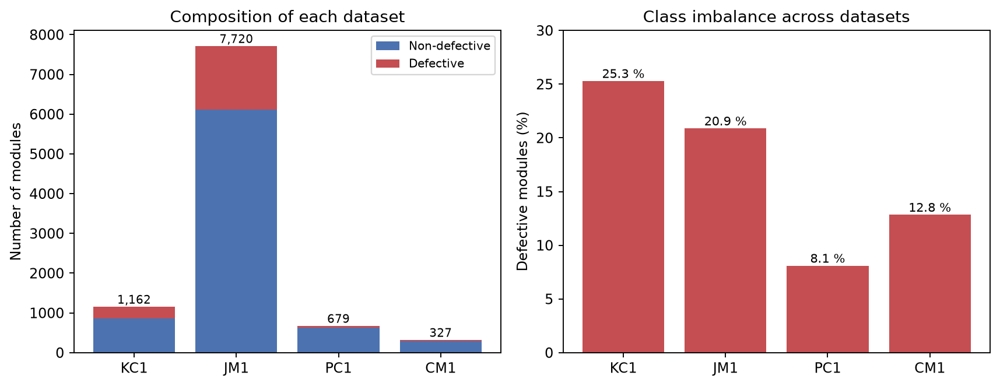 Composition of each dataset
Number of modules
8000
7000
6000
5000
4000
3000
2000
1000
0
Non-defective
Defective
1,162
7,720
679
327
KC1
JM1
PC1
CM1
Class imbalance across datasets
Defective modules (%)
30
25
20
15
10
5
0
25.3 %
20.9 %
8.1 %
12.8 %
KC1
JM1
PC1
CM1